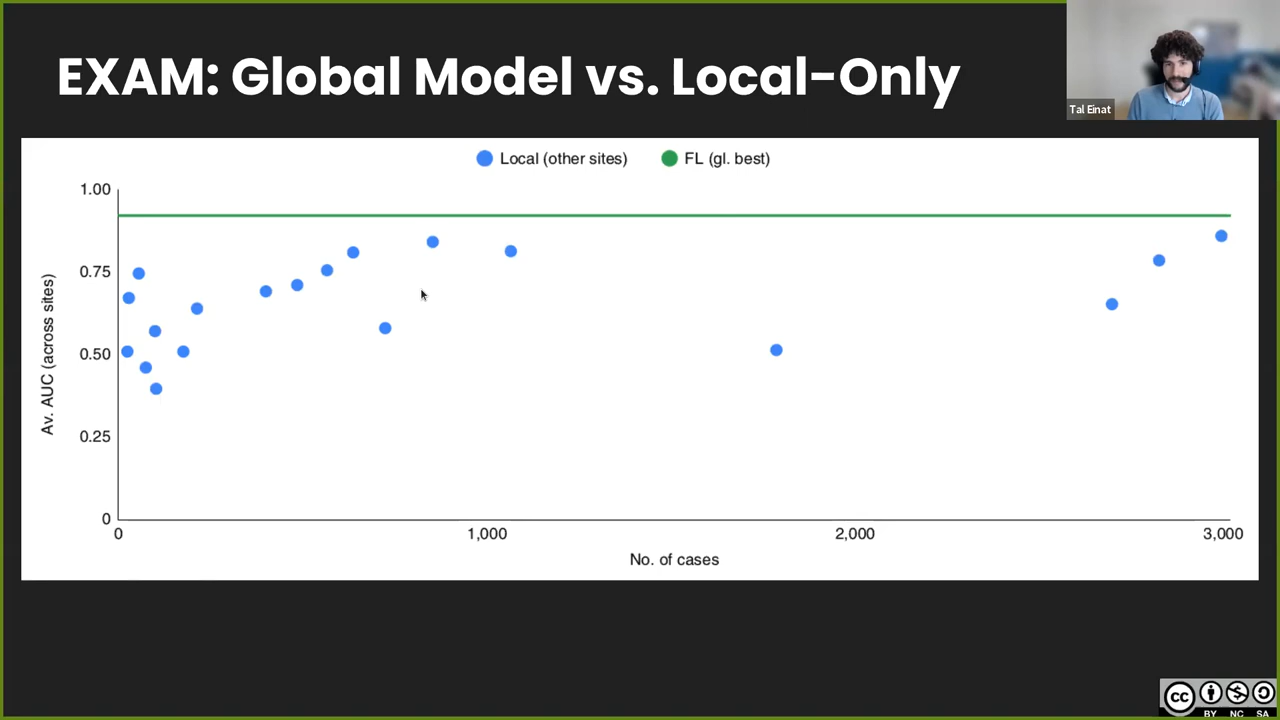 EXAM: Global Model vs. Local-Only
Tal Einat
Local (other sites)
FL (gl. best)
Av. AUC (across sites)
1.00
0.75
0.50
0.25
0
0
1,000
2,000
3,000
No. of cases
cc
BY NC SA